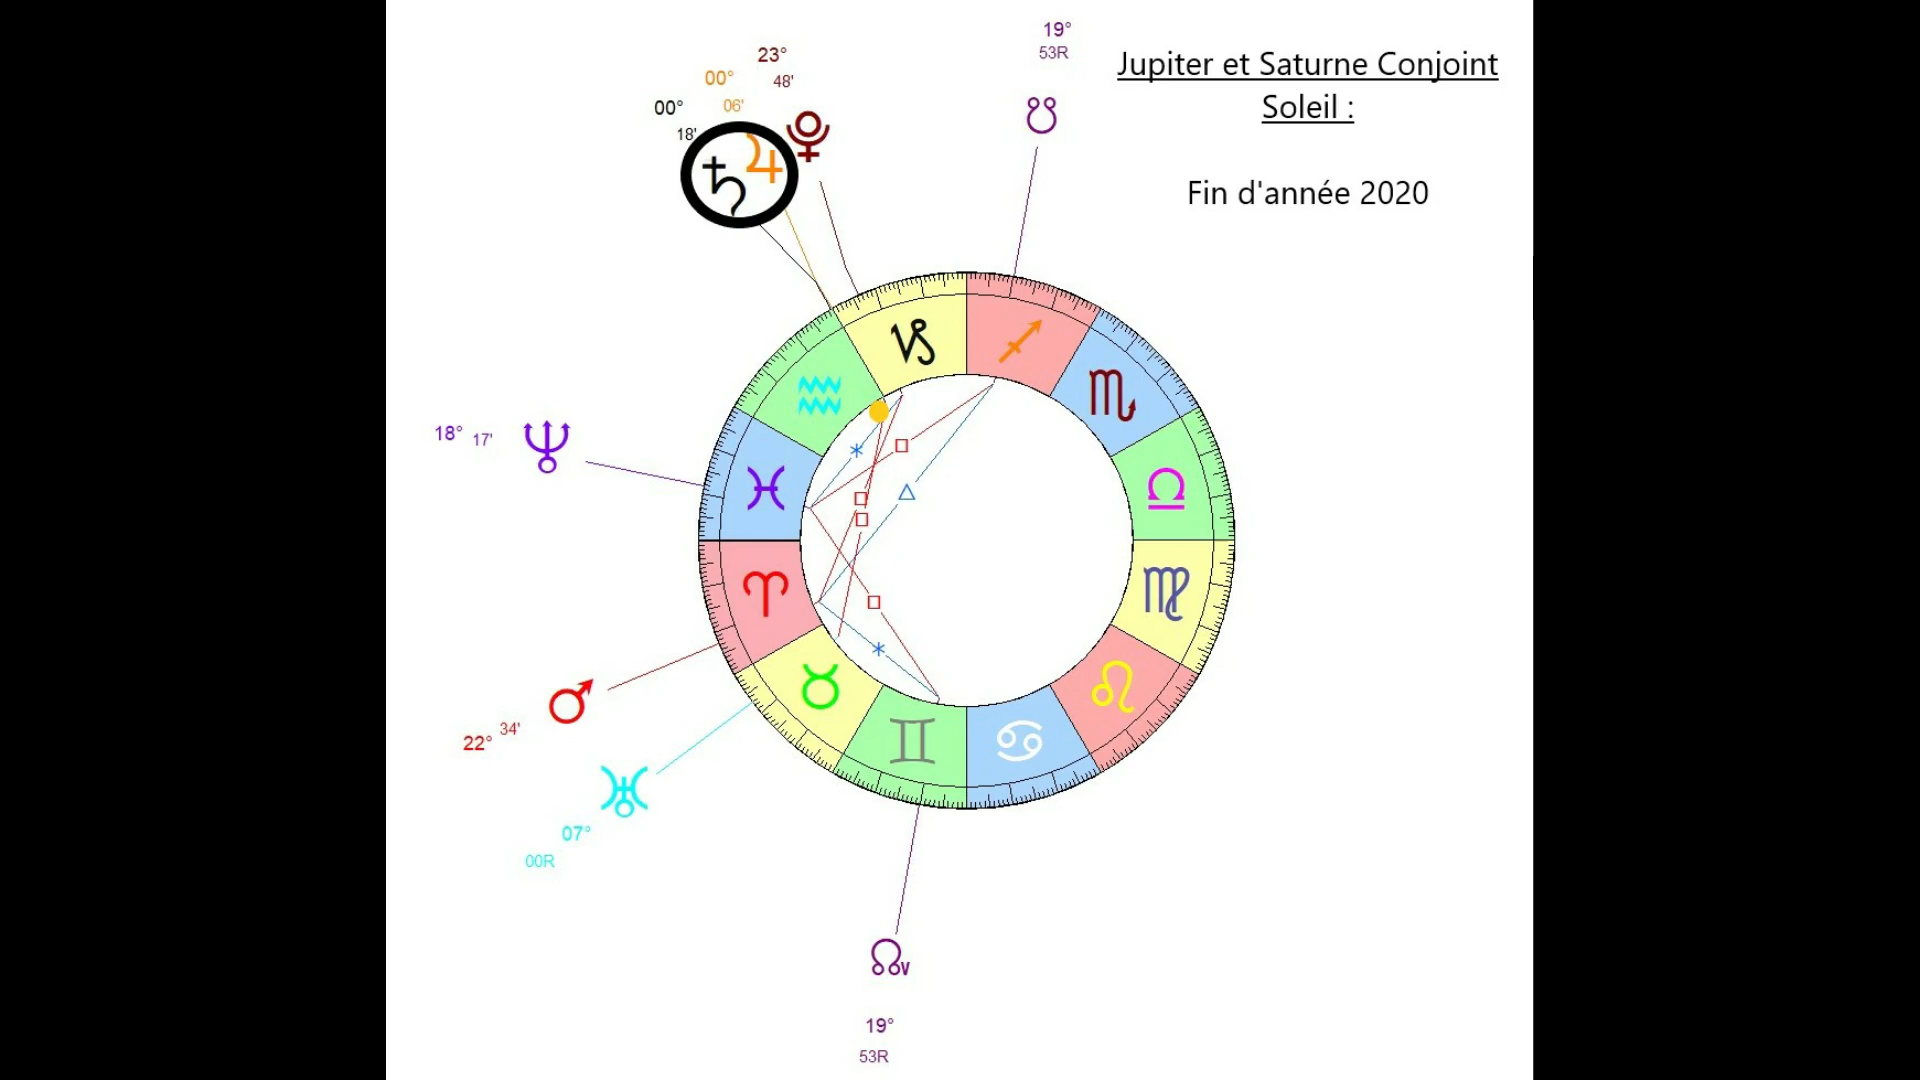 19°
53R
Jupiter et Saturne Conjoint
Soleil :
Fin d'année 2020
23°
48'
00°
06'
00°
18'
18° 17'
22° 34'
07°
00R
19°
53R